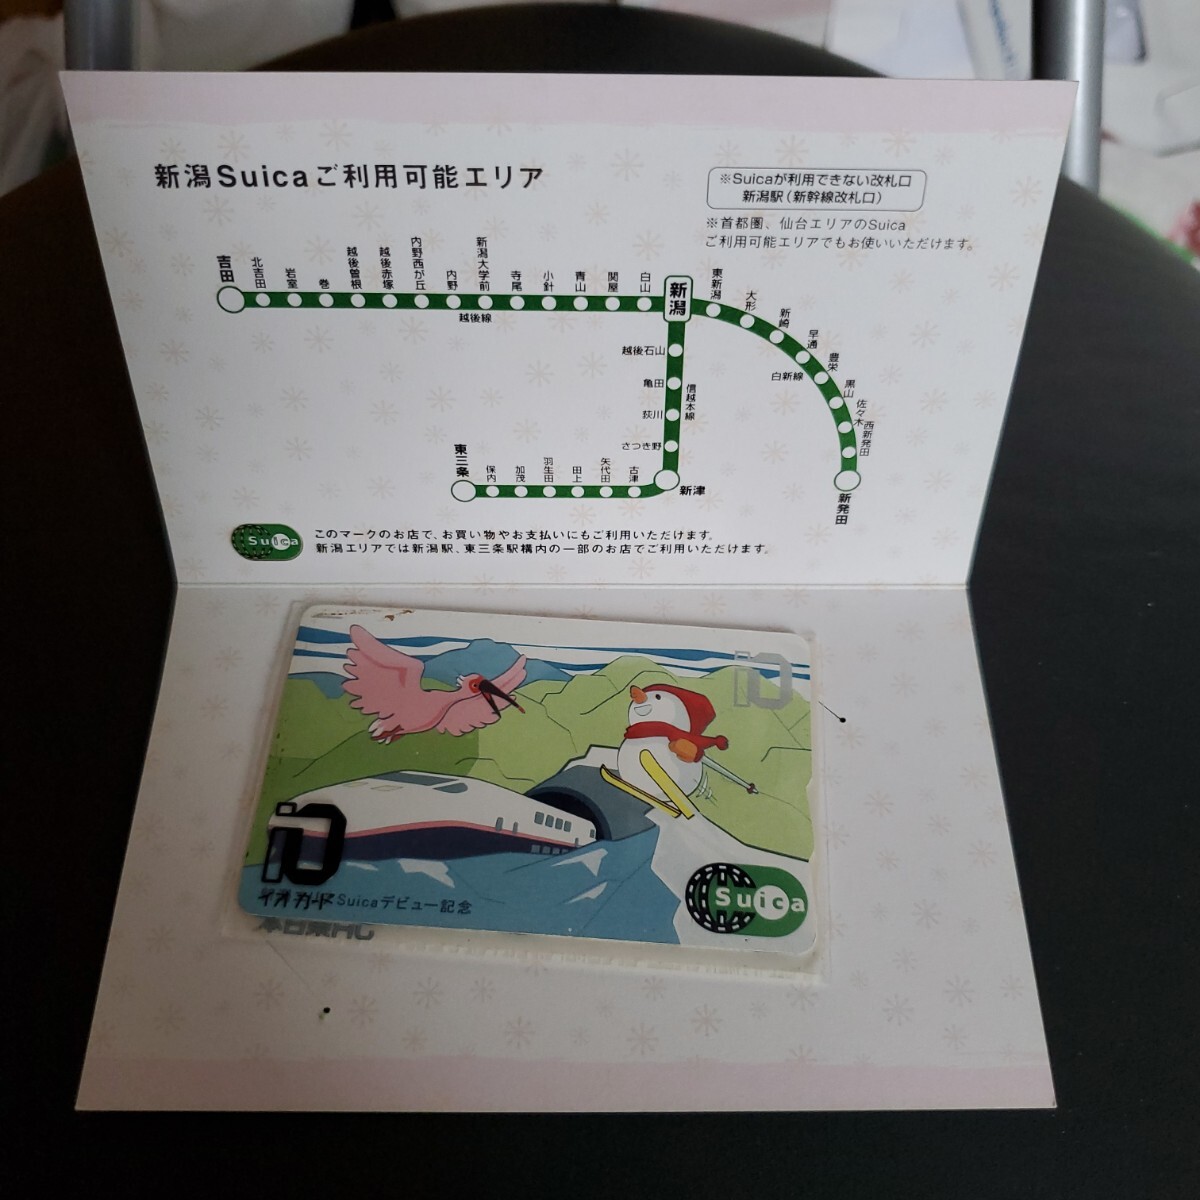 新潟Suicaご利用可能エリア
※Suicaが利用できない改札口
新潟駅(新幹線改札口)
※首都圏、仙台エリアのSuica
ご利用可能エリアでもお使いいただけます。
吉田
北吉田
岩室
巻
越後曽根
越後赤塚
内野西が丘
内野
新潟大学前
寺尾
小針
青山
関屋
白山
新潟
東新潟
大形
新崎
早通
豊栄
黒山
佐々木
西新発田
新発田
越後線
白新線
越後石山
亀田
荻川
さつき野
信越本線
新津
東三条
保内
加茂
羽生田
田上
矢代田
古津
Suica
このマークのお店で、お買い物やお支払いにもご利用いただけます。
新潟エリアでは新潟駅、東三条駅構内の一部のお店でご利用いただけます。
iO
iO
イオカード
Suicaデビュー記念
Suica